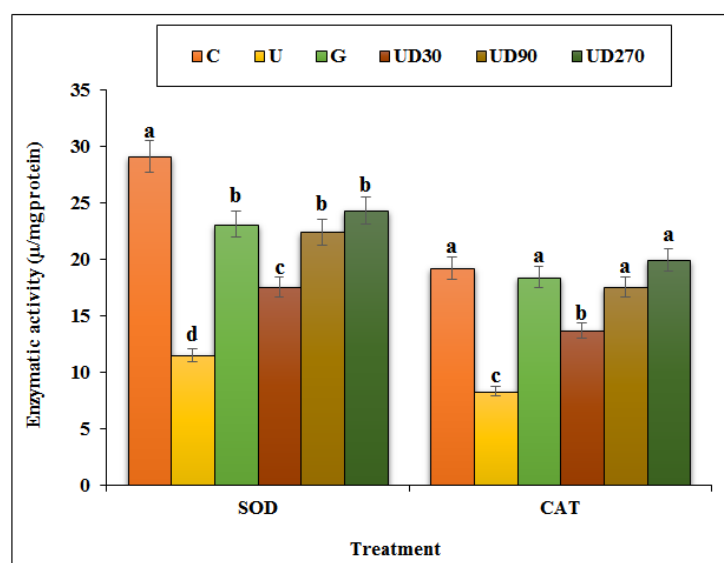 C U G UD30 UD90 UD270
Enzymatic activity (µ/mgprotein)
35
30
25
20
15
10
5
0
a
d
b
c
b
b
a
c
a
b
a
a
SOD CAT
Treatment